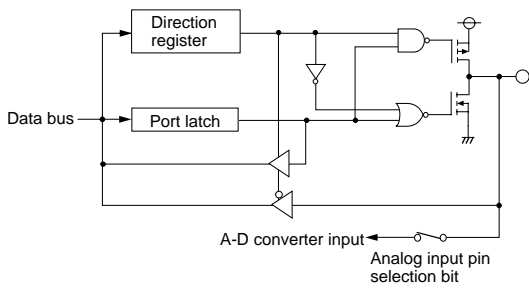 Direction
register
Data bus
Port latch
A-D converter input
Analog input pin
selection bit